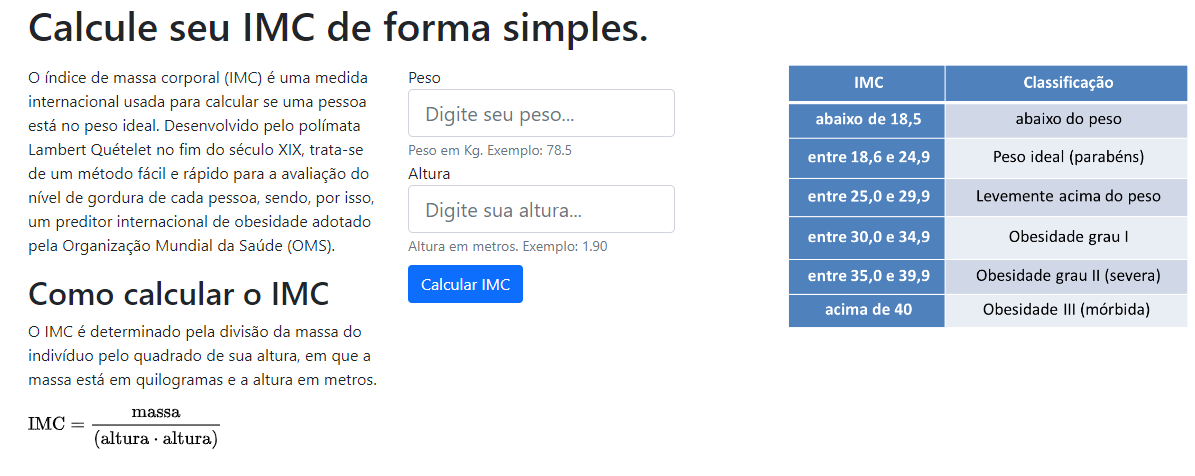 Calcule seu IMC de forma simples.
O índice de massa corporal (IMC) é uma medida
internacional usada para calcular se uma pessoa
está no peso ideal. Desenvolvido pelo polímata
Lambert Quételet no fim do século XIX, trata-se
de um método fácil e rápido para a avaliação do
nível de gordura de cada pessoa, sendo, por isso,
um preditor internacional de obesidade adotado
pela Organização Mundial da Saúde (OMS).
Como calcular o IMC
O IMC é determinado pela divisão da massa do
indivíduo pelo quadrado de sua altura, em que a
massa está em quilogramas e a altura em metros.
IMC = massa / (altura · altura)
Peso
Digite seu peso...
Peso em Kg. Exemplo: 78.5
Altura
Digite sua altura...
Altura em metros. Exemplo: 1.90
Calcular IMC
IMC Classificação
abaixo de 18,5 abaixo do peso
entre 18,6 e 24,9 Peso ideal (parabéns)
entre 25,0 e 29,9 Levemente acima do peso
entre 30,0 e 34,9 Obesidade grau I
entre 35,0 e 39,9 Obesidade grau II (severa)
acima de 40 Obesidade III (mórbida)